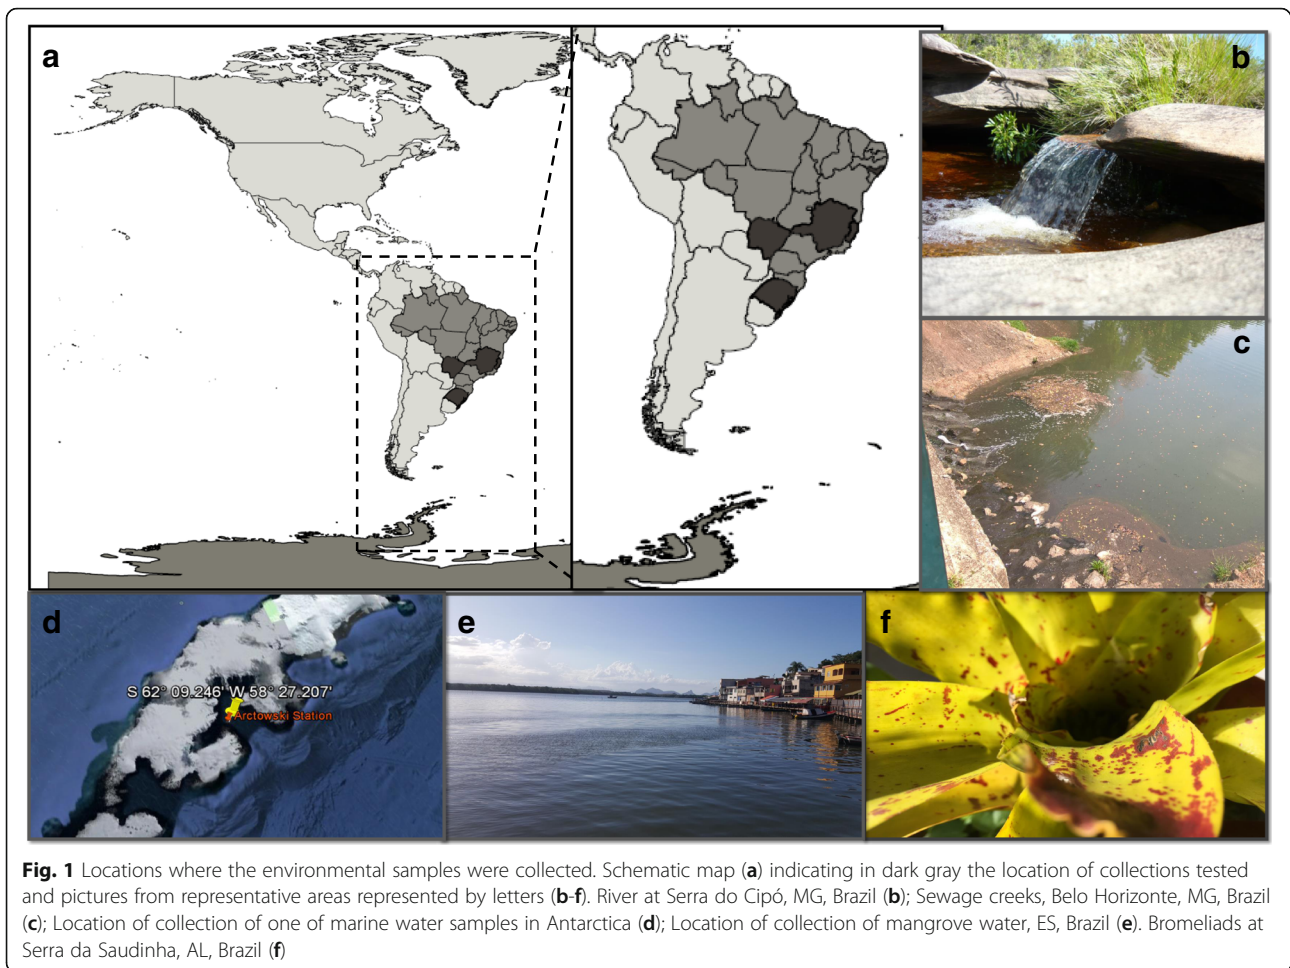 a
b
c
d
S 62° 09.246' W 58° 27.207'
Arctowski Station
e
f
Fig. 1 Locations where the environmental samples were collected. Schematic map (a) indicating in dark gray the location of collections tested
and pictures from representative areas represented by letters (b-f). River at Serra do Cipó, MG, Brazil (b); Sewage creeks, Belo Horizonte, MG, Brazil
(c); Location of collection of one of marine water samples in Antarctica (d); Location of collection of mangrove water, ES, Brazil (e). Bromeliads at
Serra da Saudinha, AL, Brazil (f)